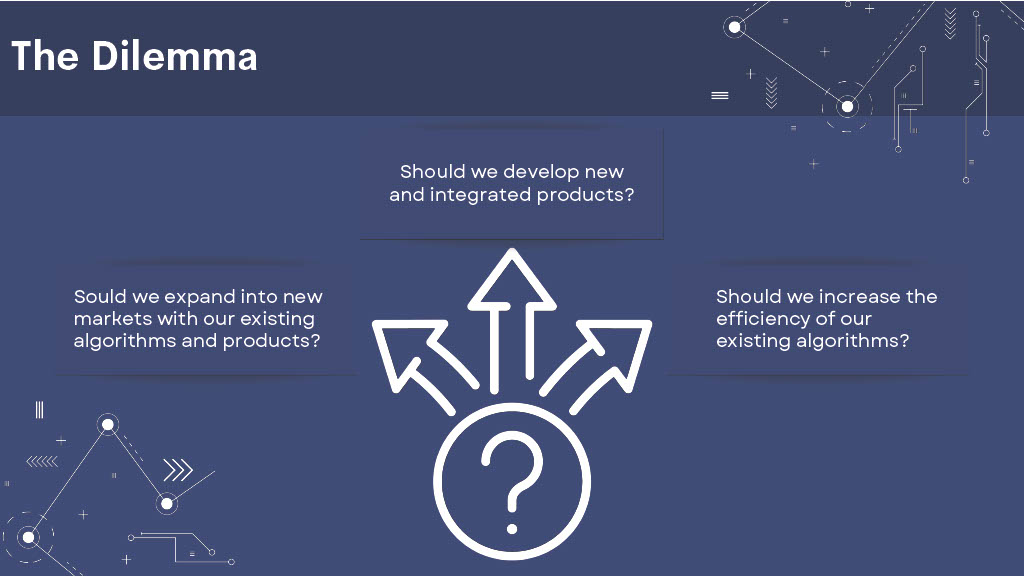 The Dilemma
Should we develop new
and integrated products?
Sould we expand into new
markets with our existing
algorithms and products?
Should we increase the
efficiency of our
existing algorithms?
?